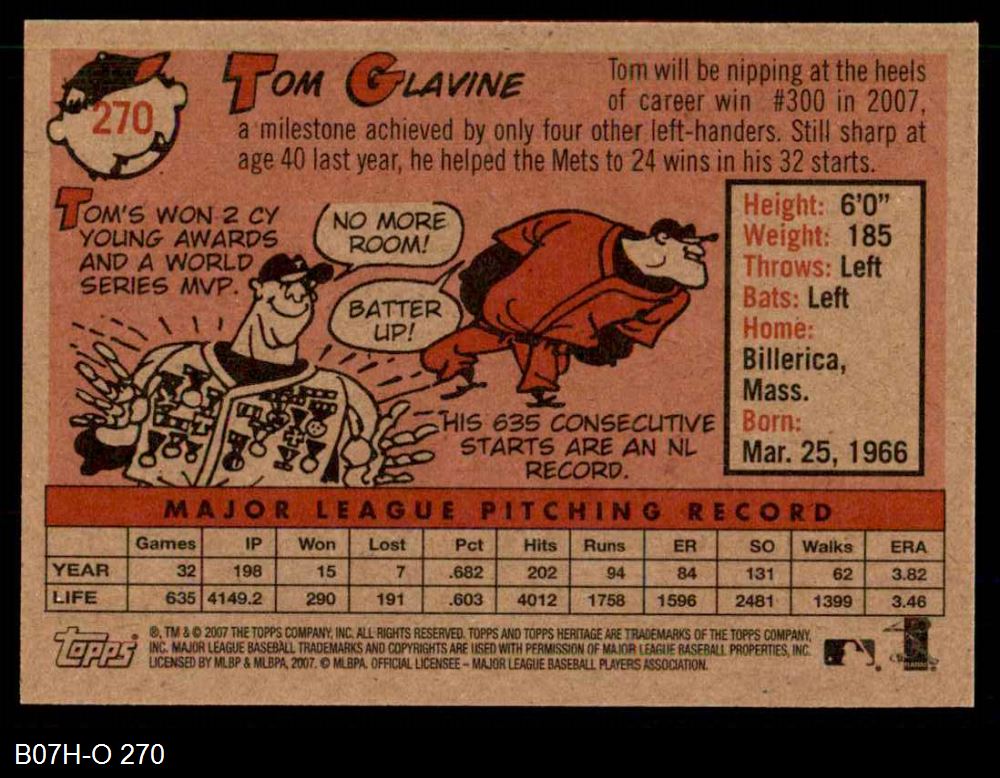 270
TOM GLAVINE
Tom will be nipping at the heels
of career win #300 in 2007,
a milestone achieved by only four other left-handers. Still sharp at
age 40 last year, he helped the Mets to 24 wins in his 32 starts.
TOM'S WON 2 CY
YOUNG AWARDS
AND A WORLD
SERIES MVP.
NO MORE
ROOM!
BATTER
UP!
HIS 635 CONSECUTIVE
STARTS ARE AN NL
RECORD.
Height: 6'0"
Weight: 185
Throws: Left
Bats: Left
Home:
Billerica,
Mass.
Born:
Mar. 25, 1966
MAJOR LEAGUE PITCHING RECORD
Games IP Won Lost Pct Hits Runs ER SO Walks ERA
YEAR 32 198 15 7 .682 202 94 84 131 62 3.82
LIFE 635 4149.2 290 191 .603 4012 1758 1596 2481 1399 3.46
topps
®, TM & © 2007 THE TOPPS COMPANY, INC. ALL RIGHTS RESERVED. TOPPS AND TOPPS HERITAGE ARE TRADEMARKS OF THE TOPPS COMPANY,
INC. MAJOR LEAGUE BASEBALL TRADEMARKS AND COPYRIGHTS ARE USED WITH PERMISSION OF MAJOR LEAGUE BASEBALL PROPERTIES, INC.
LICENSED BY MLBP & MLBPA, 2007. © MLBPA. OFFICIAL LICENSEE – MAJOR LEAGUE BASEBALL PLAYERS ASSOCIATION.
B07H-O 270